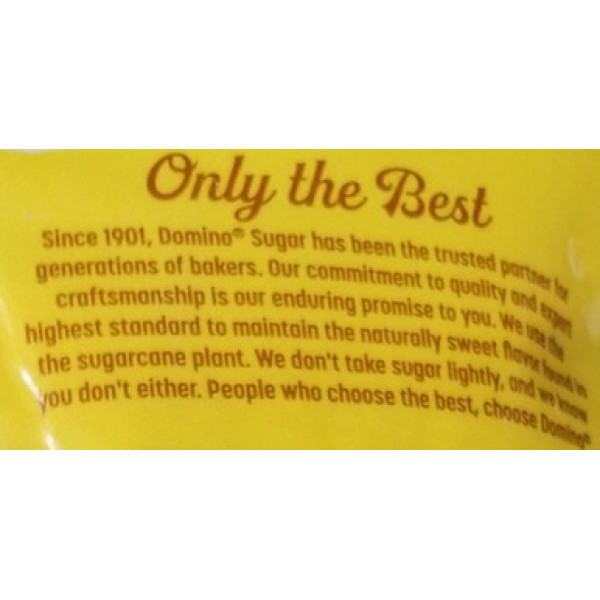 Only the Best
Since 1901, Domino® Sugar has been the trusted partner for
generations of bakers. Our commitment to quality and expert
craftsmanship is our enduring promise to you. We use the
highest standard to maintain the naturally sweet flavor found in
the sugarcane plant. We don't take sugar lightly, and we know
you don't either. People who choose the best, choose Domino®